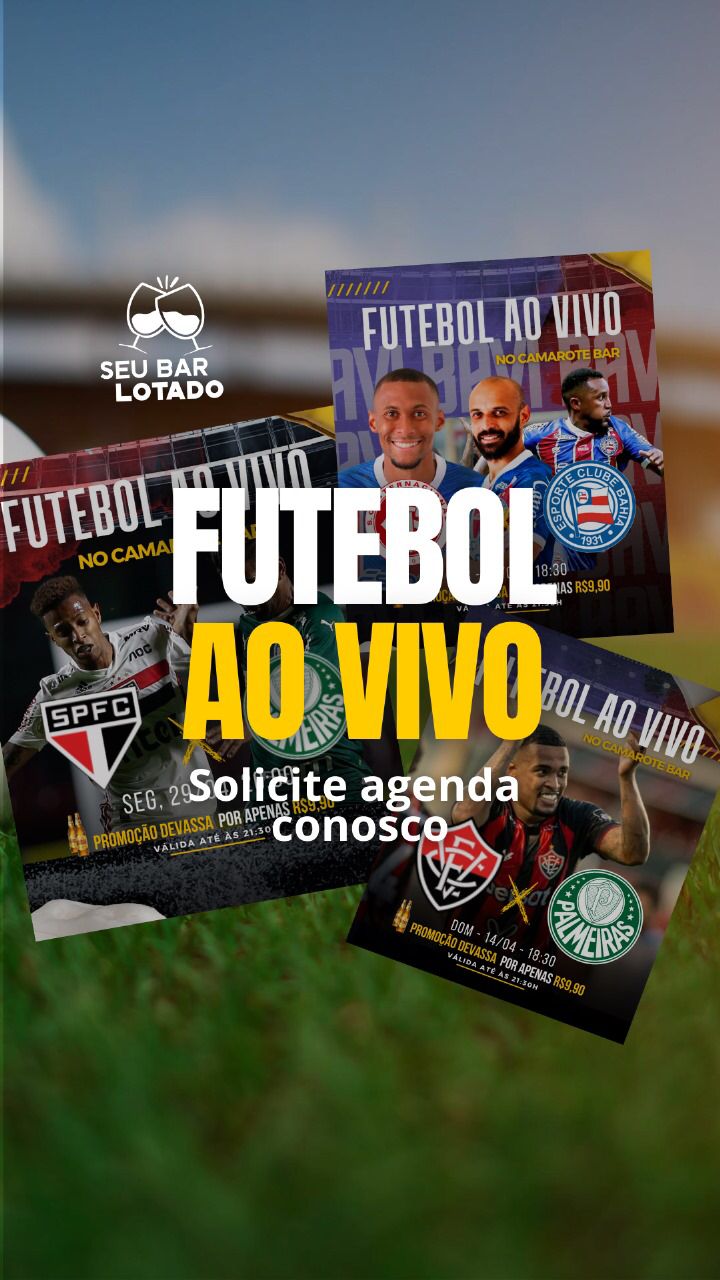 SEU BAR
LOTADO
FUTEBOL AO VIVO
NO CAMAROTE BAR
ESPORTE CLUBE BAHIA
1931
18:30
R$9,90
FUTEBOL AO VIVO
SPFC
PALMEIRAS
SEG, 29
PROMOÇÃO DEVASSA POR APENAS R$9,90
VÁLIDA ATÉ ÀS 21:30
FUTEBOL
AO VIVO
Solicite agenda
conosco
AO VIVO
NO CAMAROTE BAR
PALMEIRAS
DOM - 14/04 - 18:30
PROMOÇÃO DEVASSA POR APENAS R$9,90
VÁLIDA ATÉ ÀS 21:30H